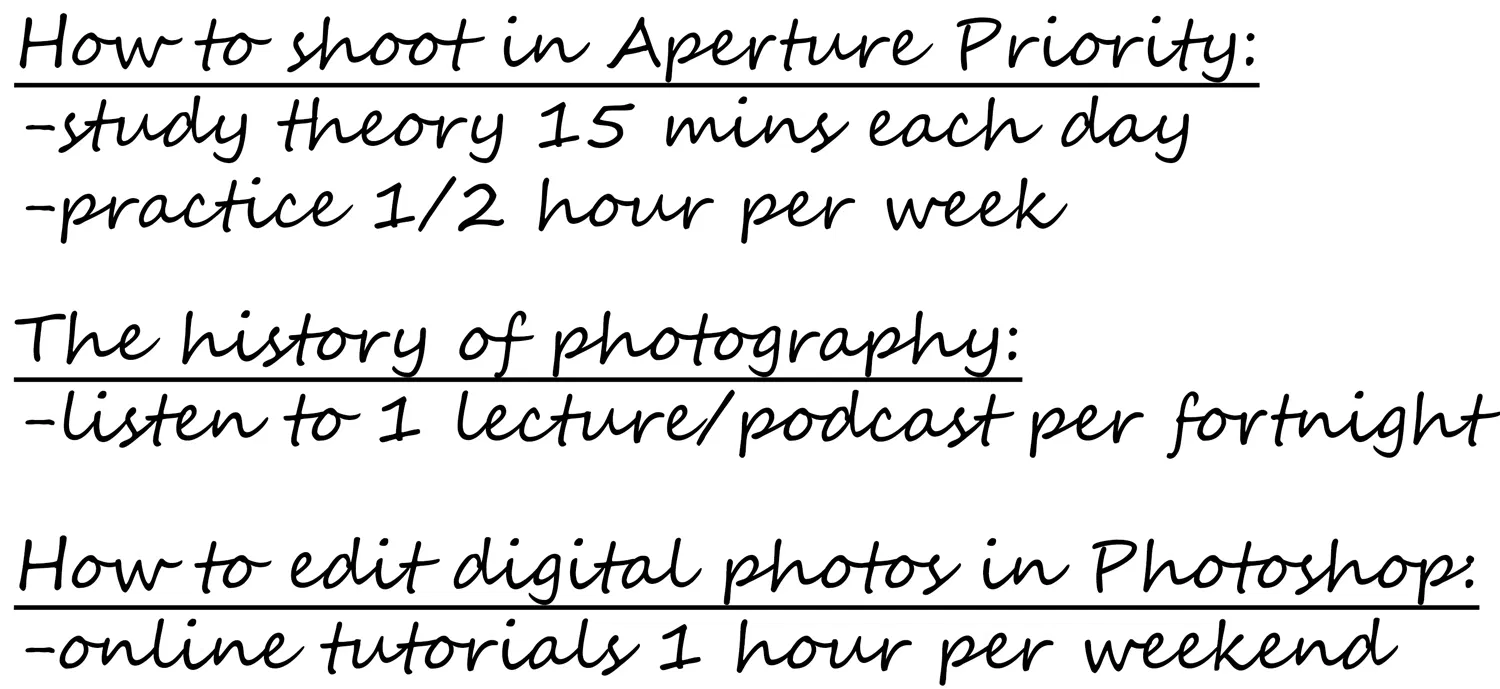 How to shoot in Aperture Priority:
-study theory 15 mins each day
-practice 1/2 hour per week
The history of photography:
-listen to 1 lecture/podcast per fortnight
How to edit digital photos in Photoshop:
-online tutorials 1 hour per weekend